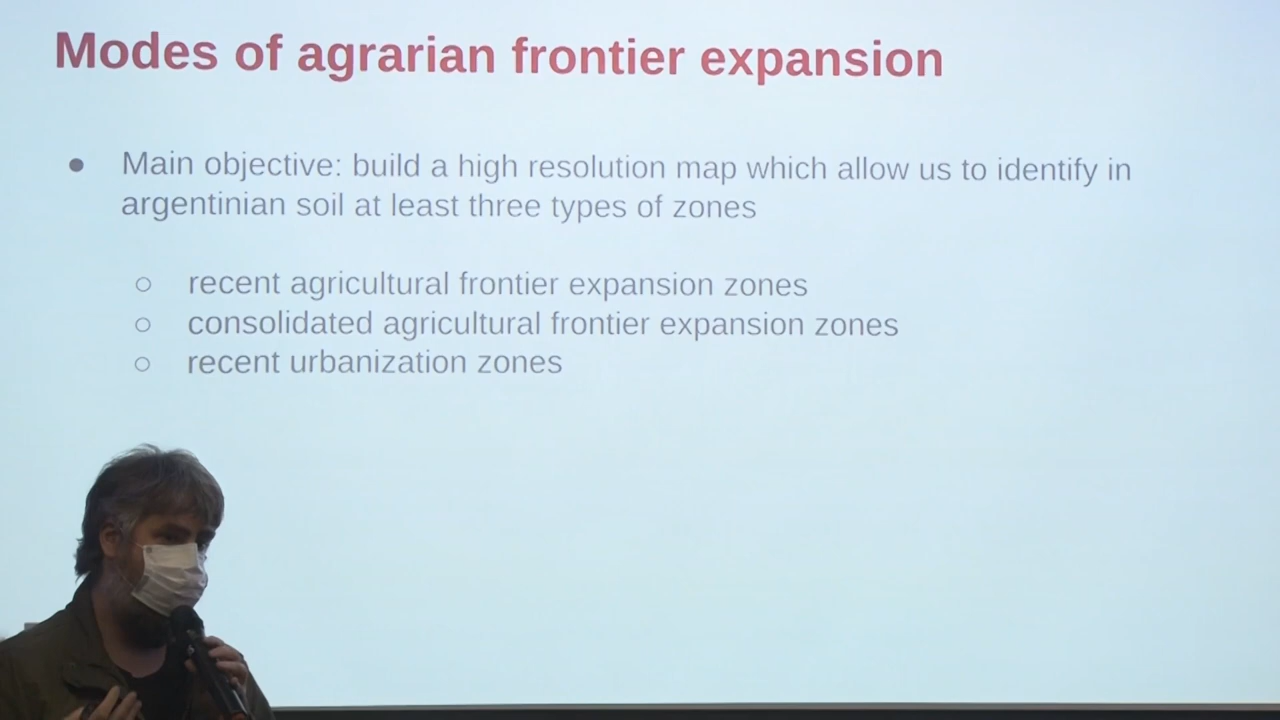 Modes of agrarian frontier expansion
● Main objective: build a high resolution map which allow us to identify in
argentinian soil at least three types of zones
○ recent agricultural frontier expansion zones
○ consolidated agricultural frontier expansion zones
○ recent urbanization zones